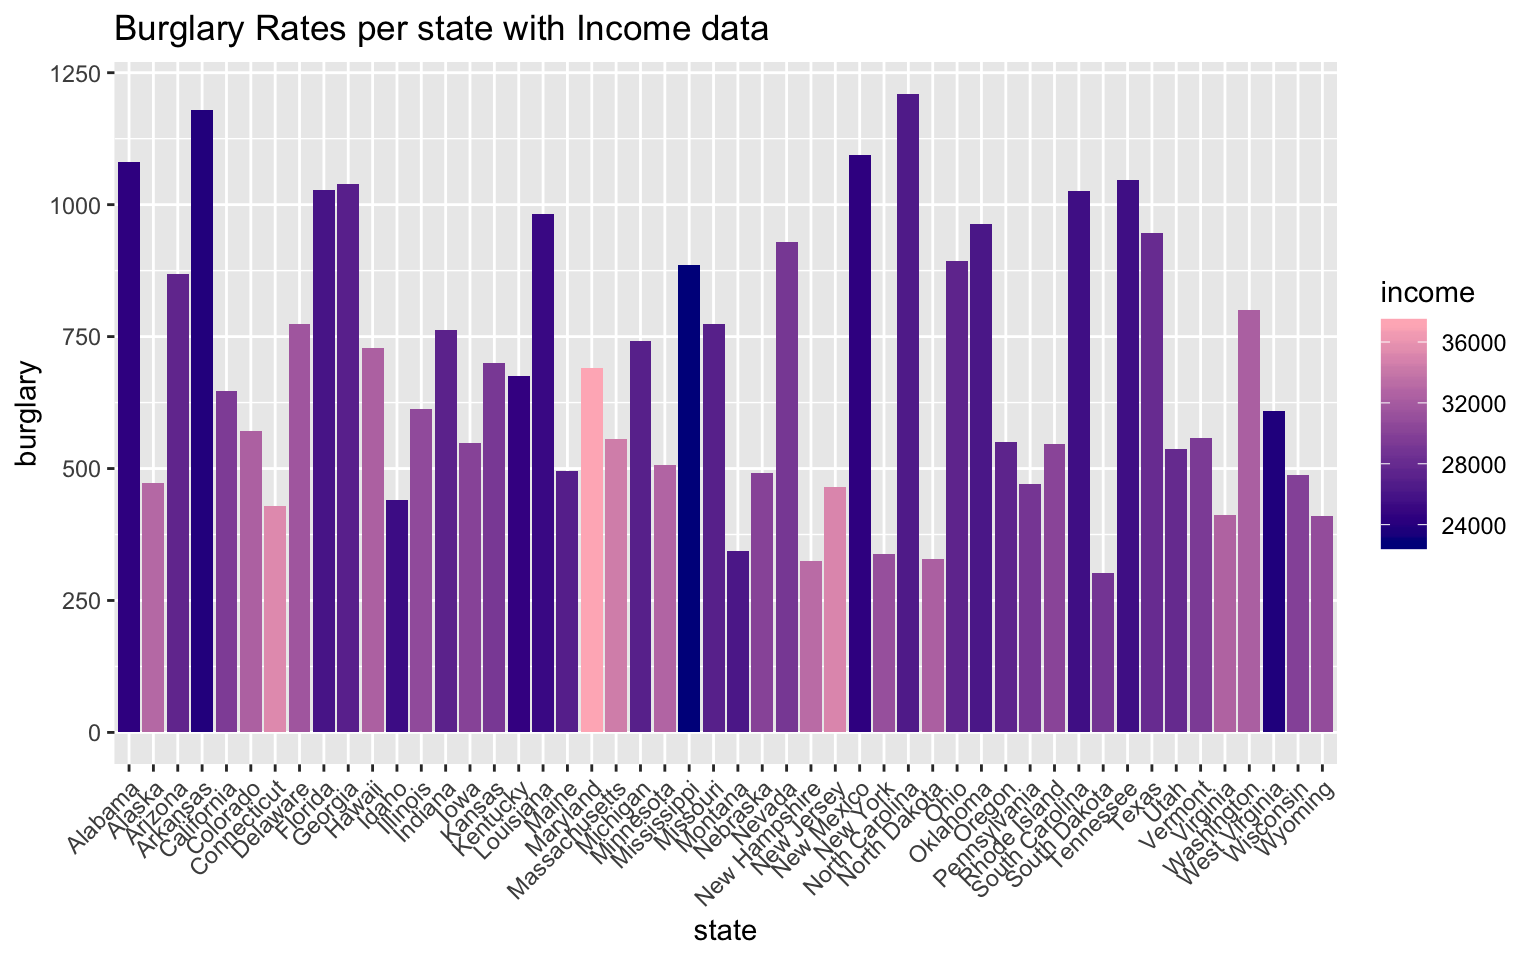 Burglary Rates per state with Income data
burglary
1250
1000
750
500
250
0
Alabama
Alaska
Arizona
Arkansas
California
Colorado
Connecticut
Delaware
Florida
Georgia
Hawaii
Idaho
Illinois
Indiana
Iowa
Kansas
Kentucky
Louisiana
Maine
Maryland
Massachusetts
Michigan
Minnesota
Mississippi
Missouri
Montana
Nebraska
Nevada
New Hampshire
New Jersey
New Mexico
New York
North Carolina
North Dakota
Ohio
Oklahoma
Oregon
Pennsylvania
Rhode Island
South Carolina
South Dakota
Tennessee
Texas
Utah
Vermont
Virginia
Washington
West Virginia
Wisconsin
Wyoming
state
income
36000
32000
28000
24000